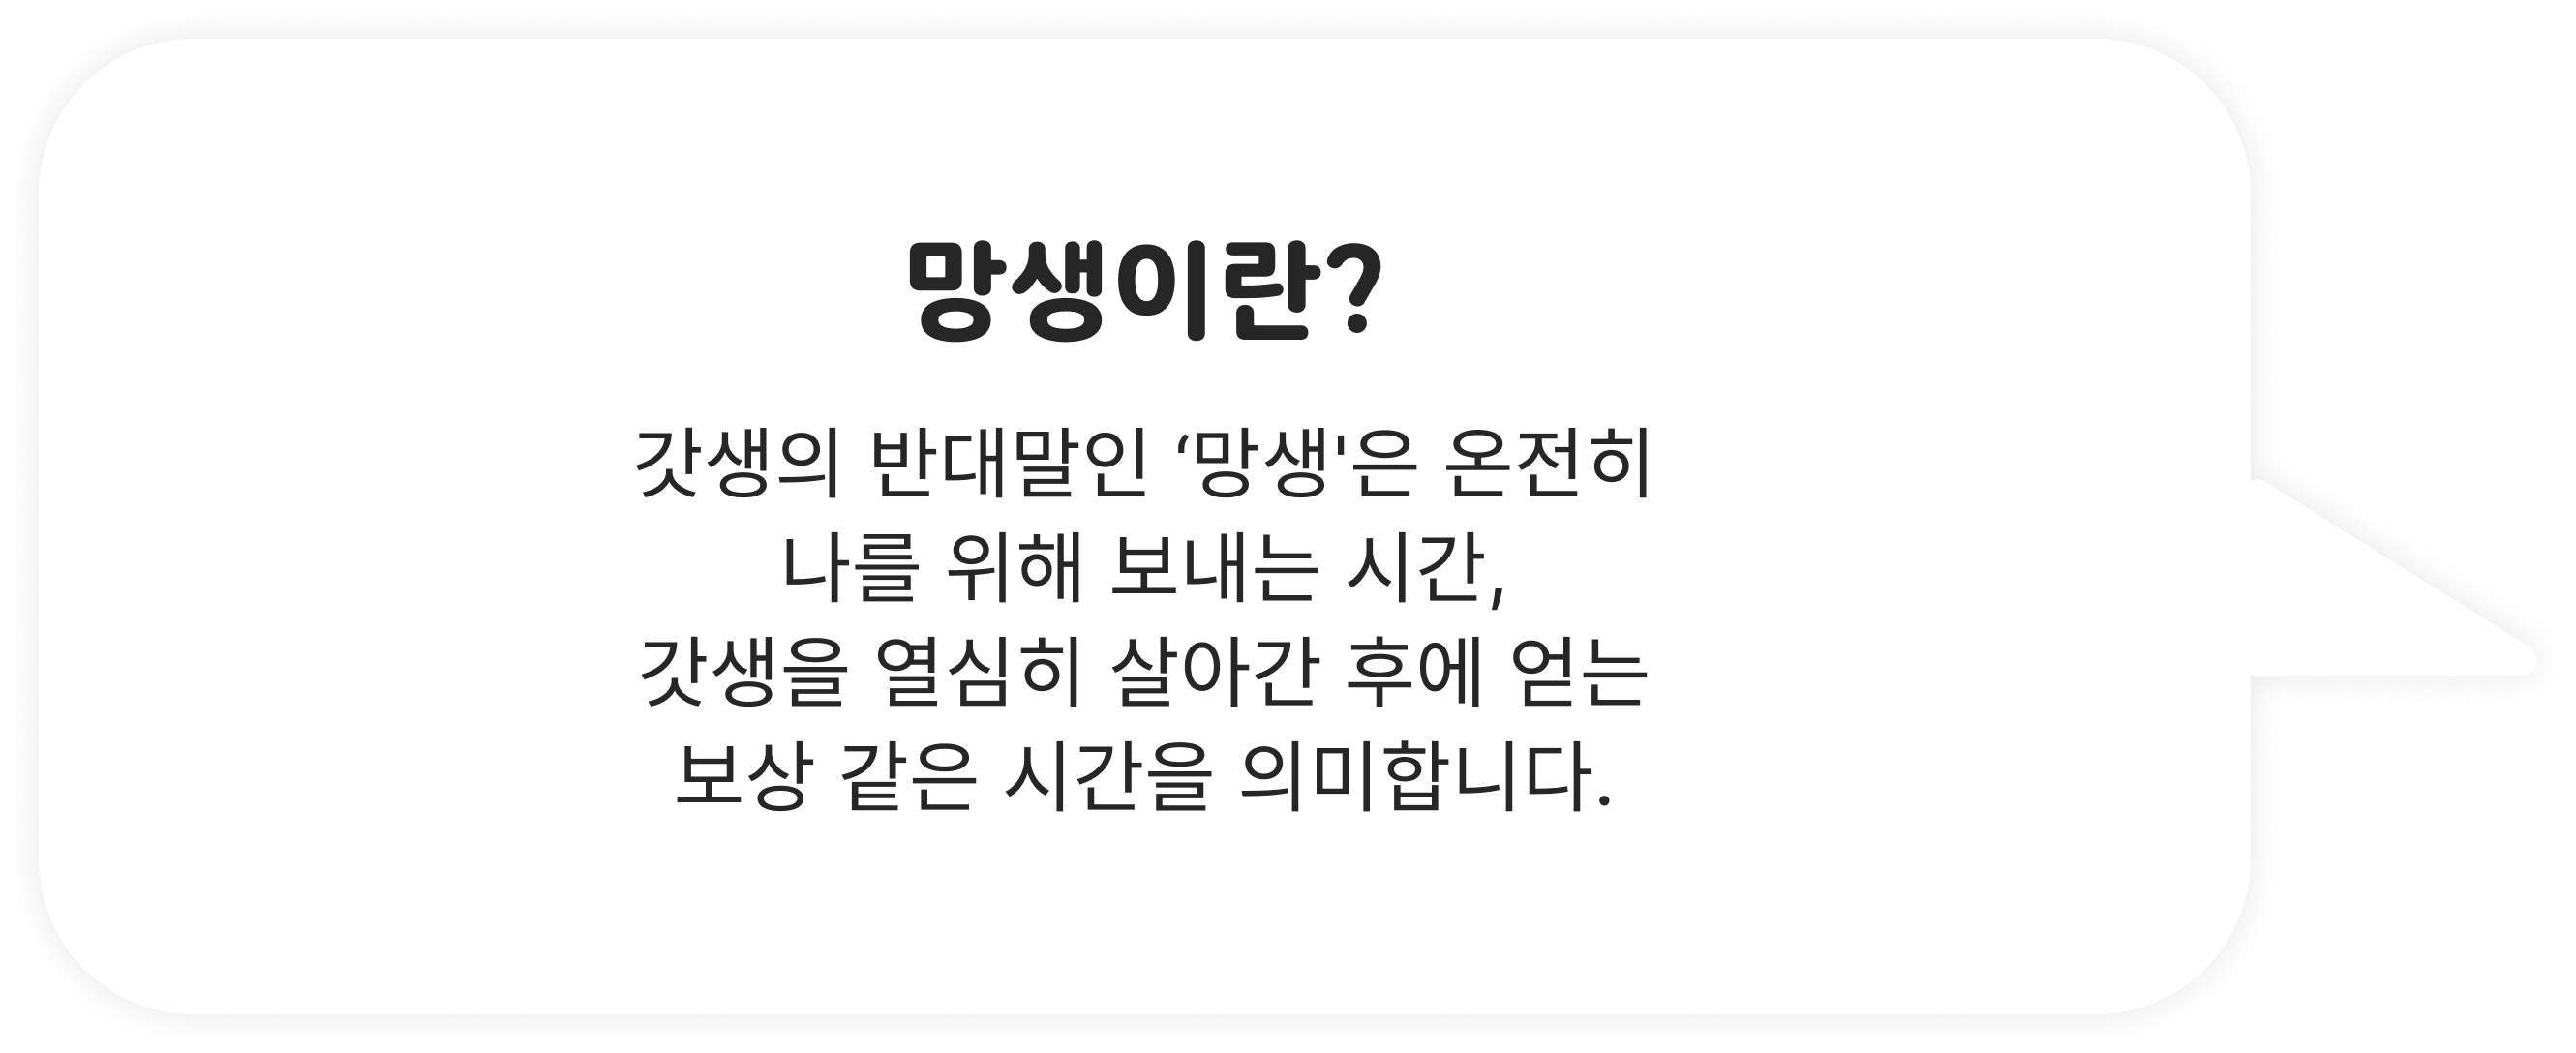 망생이란?
갓생의 반대말인 ‘망생'은 온전히
나를 위해 보내는 시간,
갓생을 열심히 살아간 후에 얻는
보상 같은 시간을 의미합니다.